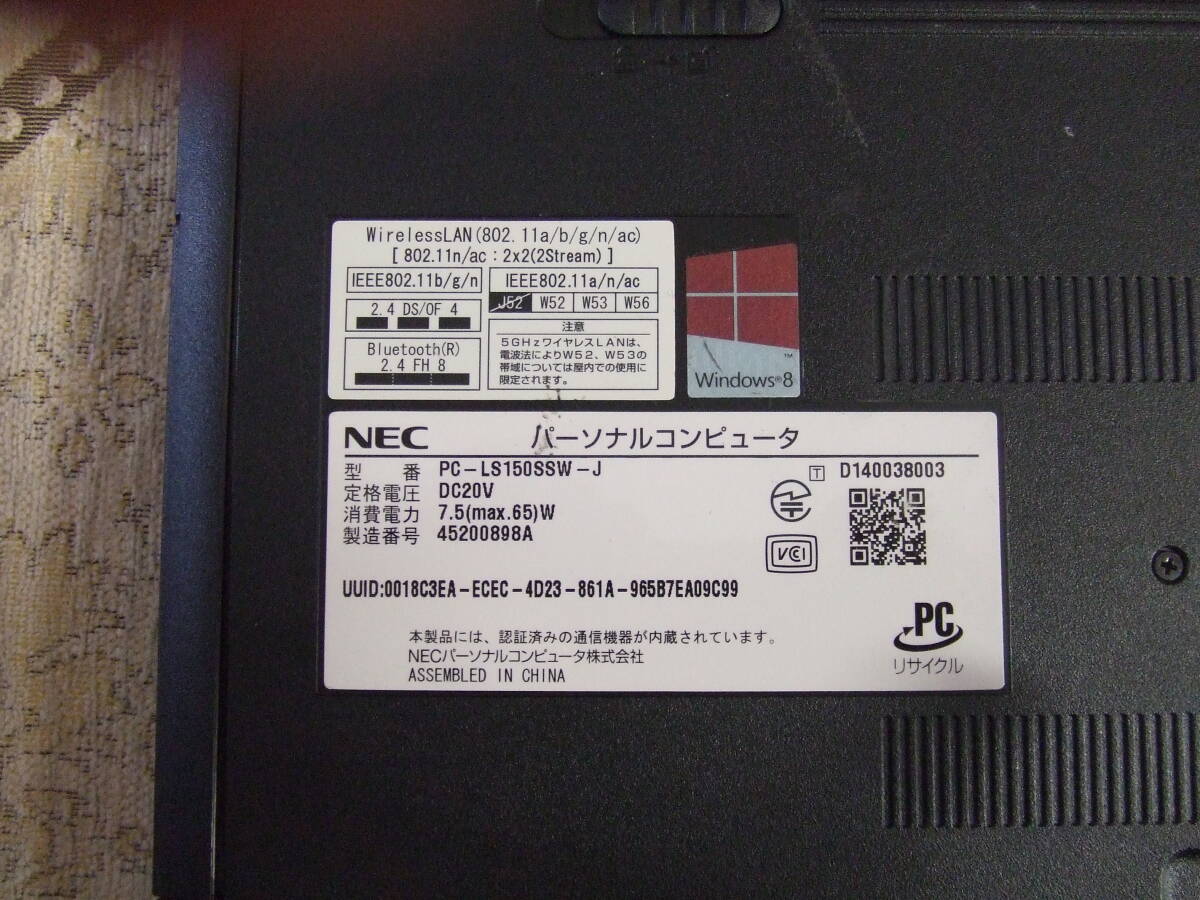 WirelessLAN(802.11a/b/g/n/ac)
[ 802.11n/ac:2x2(2Stream) ]
IEEE802.11b/g/n
IEEE802.11a/n/ac
2.4 DS/OF 4
J52 W52 W53 W56
Bluetooth(R)
2.4 FH 8
注意
5GHzワイヤレスLANは、
電波法によりW52、W53の
帯域については屋内での使用に
限定されます。
Windows®8
™
NEC パーソナルコンピュータ
型 番 PC-LS150SSW-J
定格電圧 DC20V
消費電力 7.5(max.65)W
製造番号 45200898A
T D140038003
VCCI
UUID:0018C3EA-ECEC-4D23-861A-965B7EA09C99
本製品には、認証済みの通信機器が内蔵されています。
NECパーソナルコンピュータ株式会社
ASSEMBLED IN CHINA
PC
リサイクル